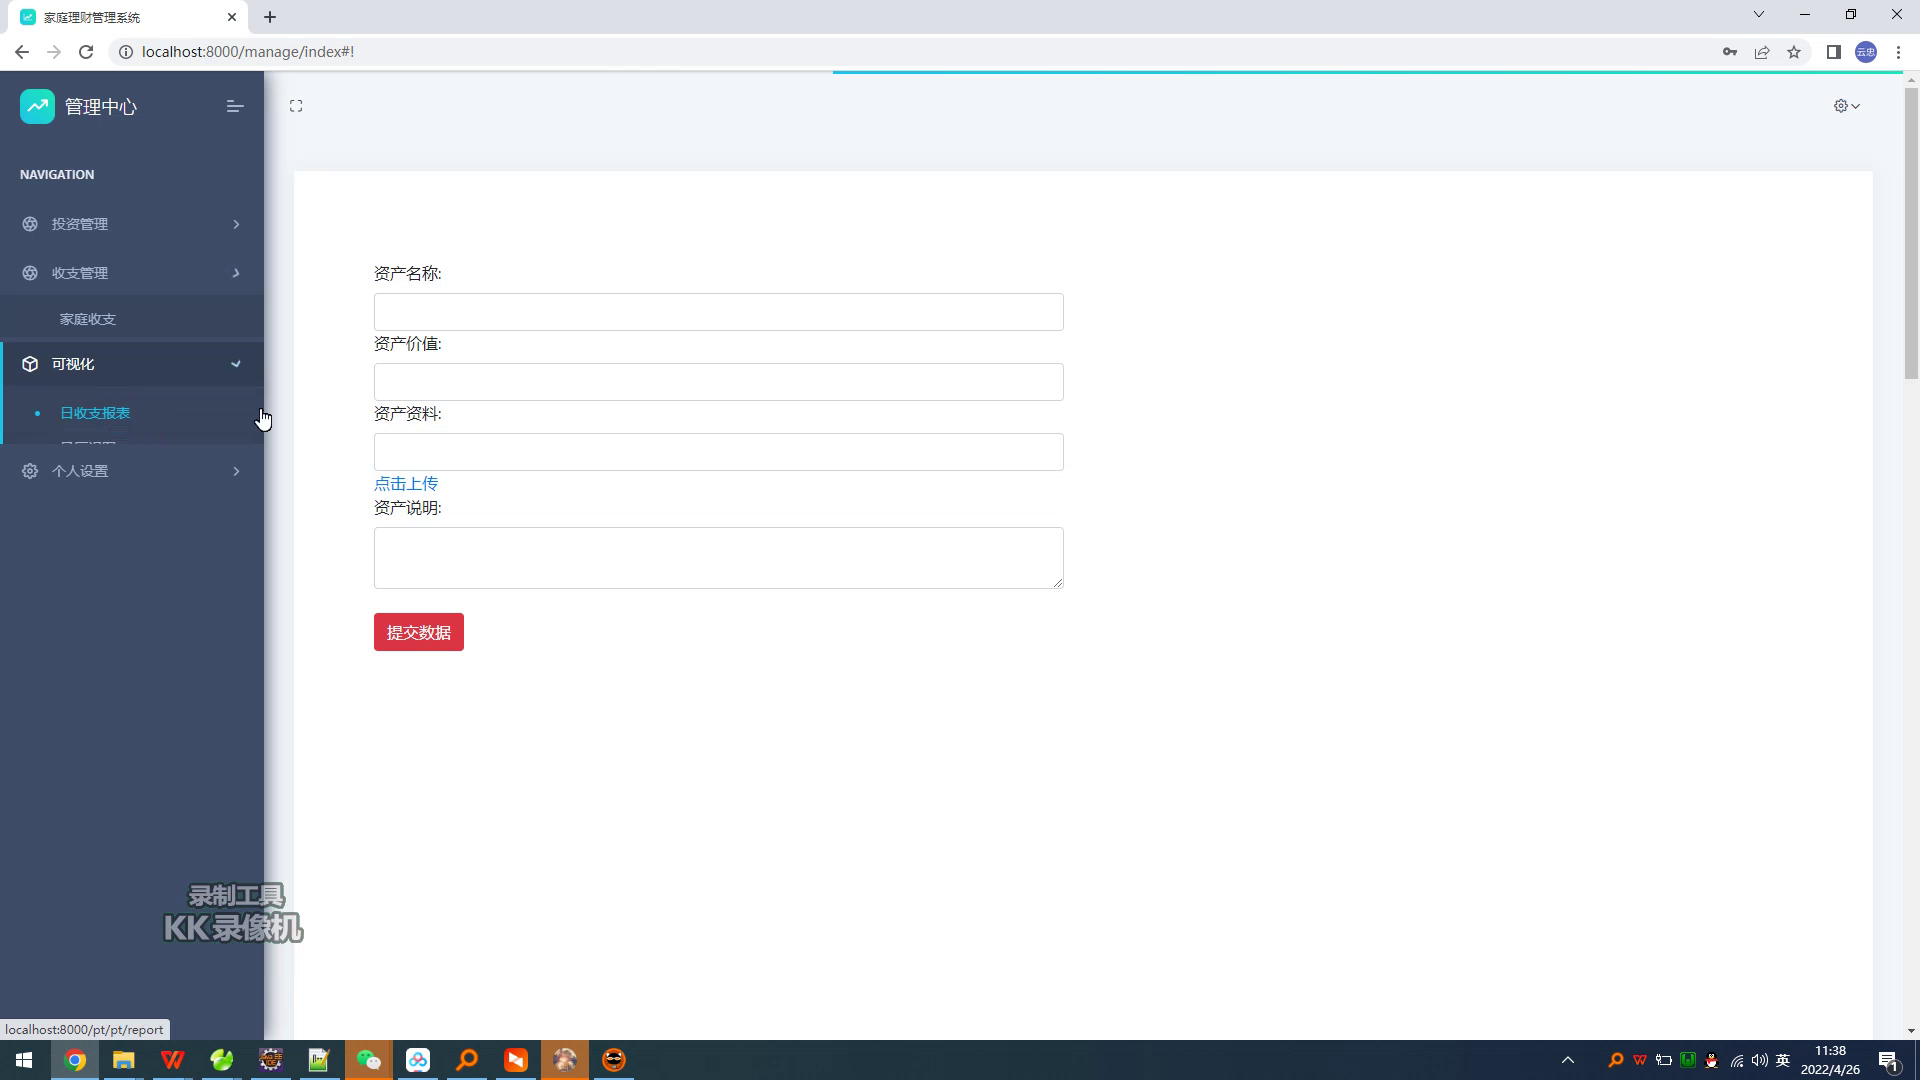 家庭理财管理系统
localhost:8000/manage/index#!
云忠
管理中心
NAVIGATION
投资管理
收支管理
家庭收支
可视化
日收支报表
个人设置
资产名称:
资产价值:
资产资料:
点击上传
资产说明:
提交数据
录制工具
KK录像机
localhost:8000/pt/pt/report
英
11:38
2022/4/26
1